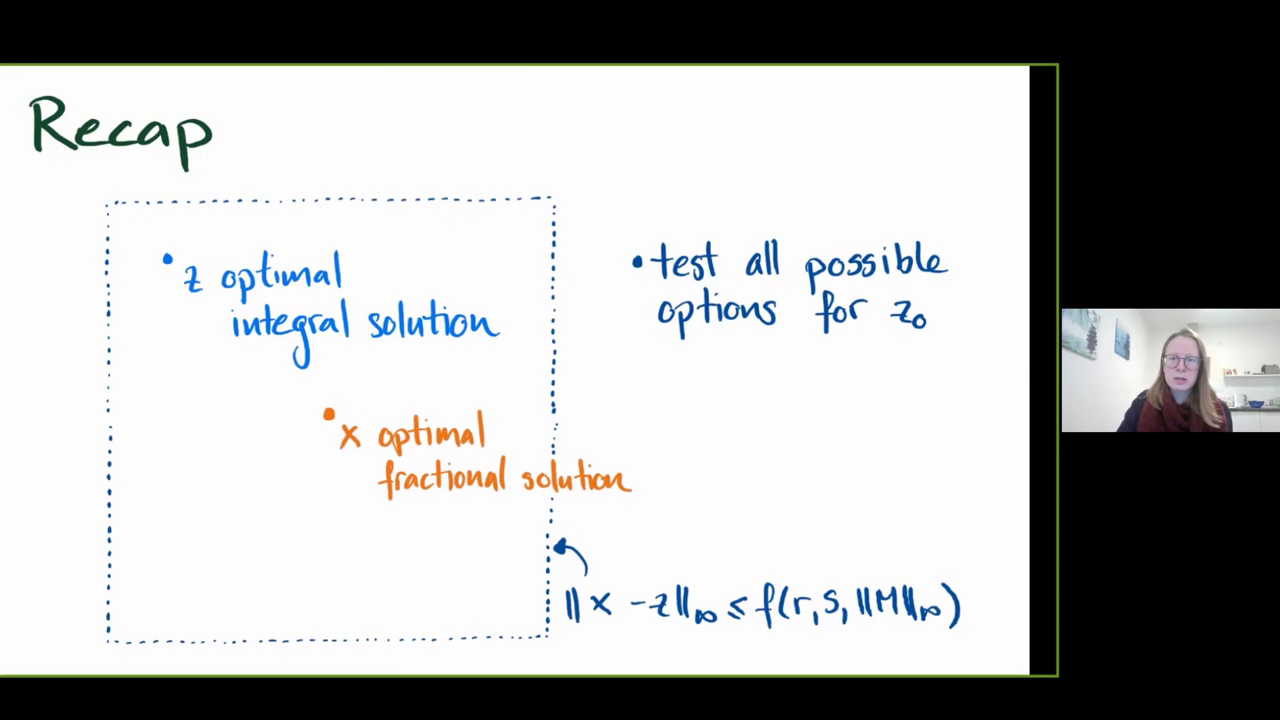 Recap
• z optimal
integral solution
• x optimal
fractional solution
• test all possible
options for z₀
||x - z||∞ ≤ f(r, s, ||M||∞)